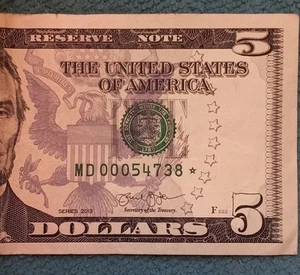 RESERVE NOTE 5
THE UNITED STATES
OF AMERICA
MD 00054738 *
SERIES 2013
Secretary of the Treasury.
F
DOLLARS 5